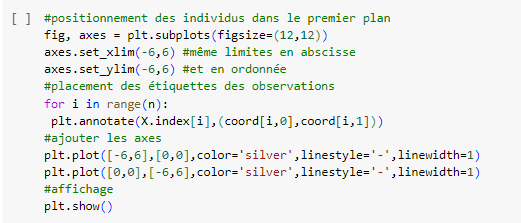 [ ] #positionnement des individus dans le premier plan
fig, axes = plt.subplots(figsize=(12,12))
axes.set_xlim(-6,6) #même limites en abscisse
axes.set_ylim(-6,6) #et en ordonnée
#placement des étiquettes des observations
for i in range(n):
 plt.annotate(X.index[i],(coord[i,0],coord[i,1]))
#ajouter les axes
plt.plot([-6,6],[0,0],color='silver',linestyle='-',linewidth=1)
plt.plot([0,0],[-6,6],color='silver',linestyle='-',linewidth=1)
#affichage
plt.show()